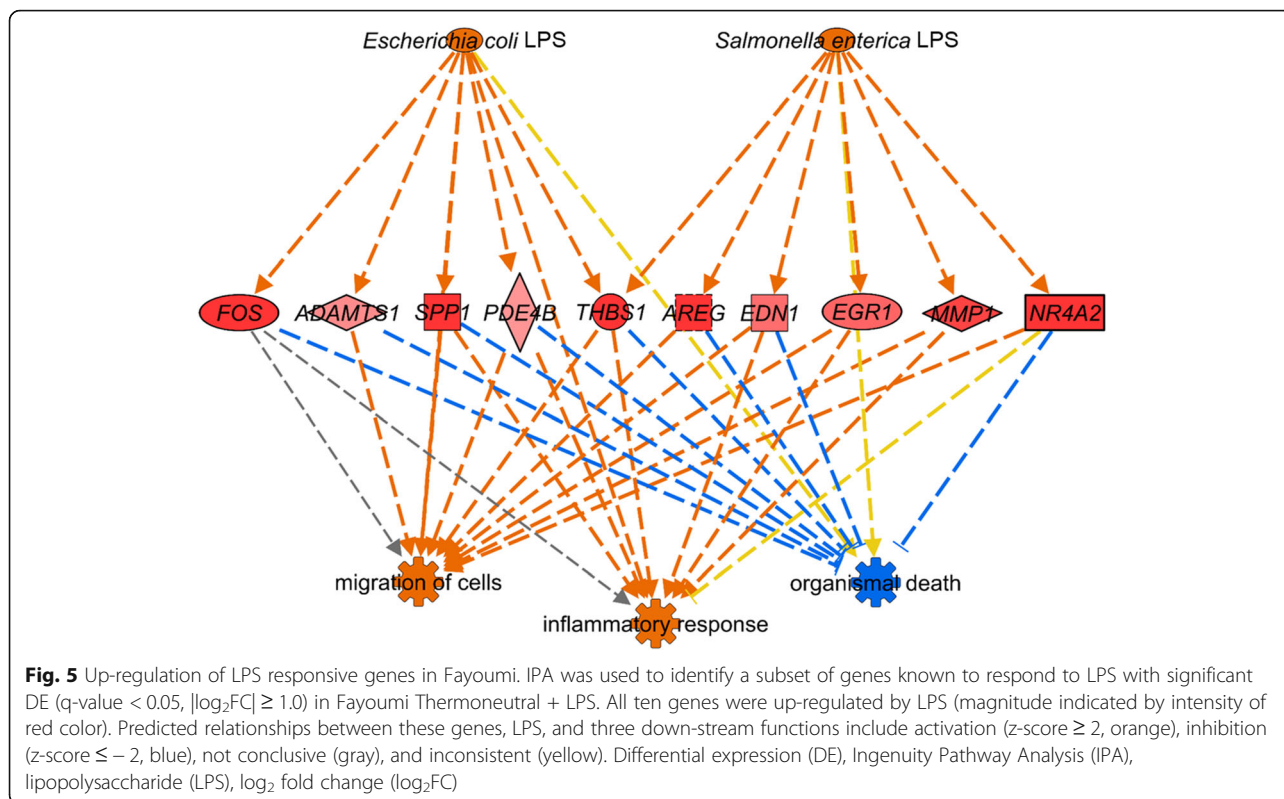 Escherichia coli LPS Salmonella enterica LPS
FOS ADAMTS1 SPP1 PDE4B THBS1 AREG EDN1 EGR1 MMP1 NR4A2
migration of cells organismal death
inflammatory response
Fig. 5 Up-regulation of LPS responsive genes in Fayoumi. IPA was used to identify a subset of genes known to respond to LPS with significant
DE (q-value < 0.05, |log₂FC| ≥ 1.0) in Fayoumi Thermoneutral + LPS. All ten genes were up-regulated by LPS (magnitude indicated by intensity of
red color). Predicted relationships between these genes, LPS, and three down-stream functions include activation (z-score ≥ 2, orange), inhibition
(z-score ≤ − 2, blue), not conclusive (gray), and inconsistent (yellow). Differential expression (DE), Ingenuity Pathway Analysis (IPA),
lipopolysaccharide (LPS), log₂ fold change (log₂FC)